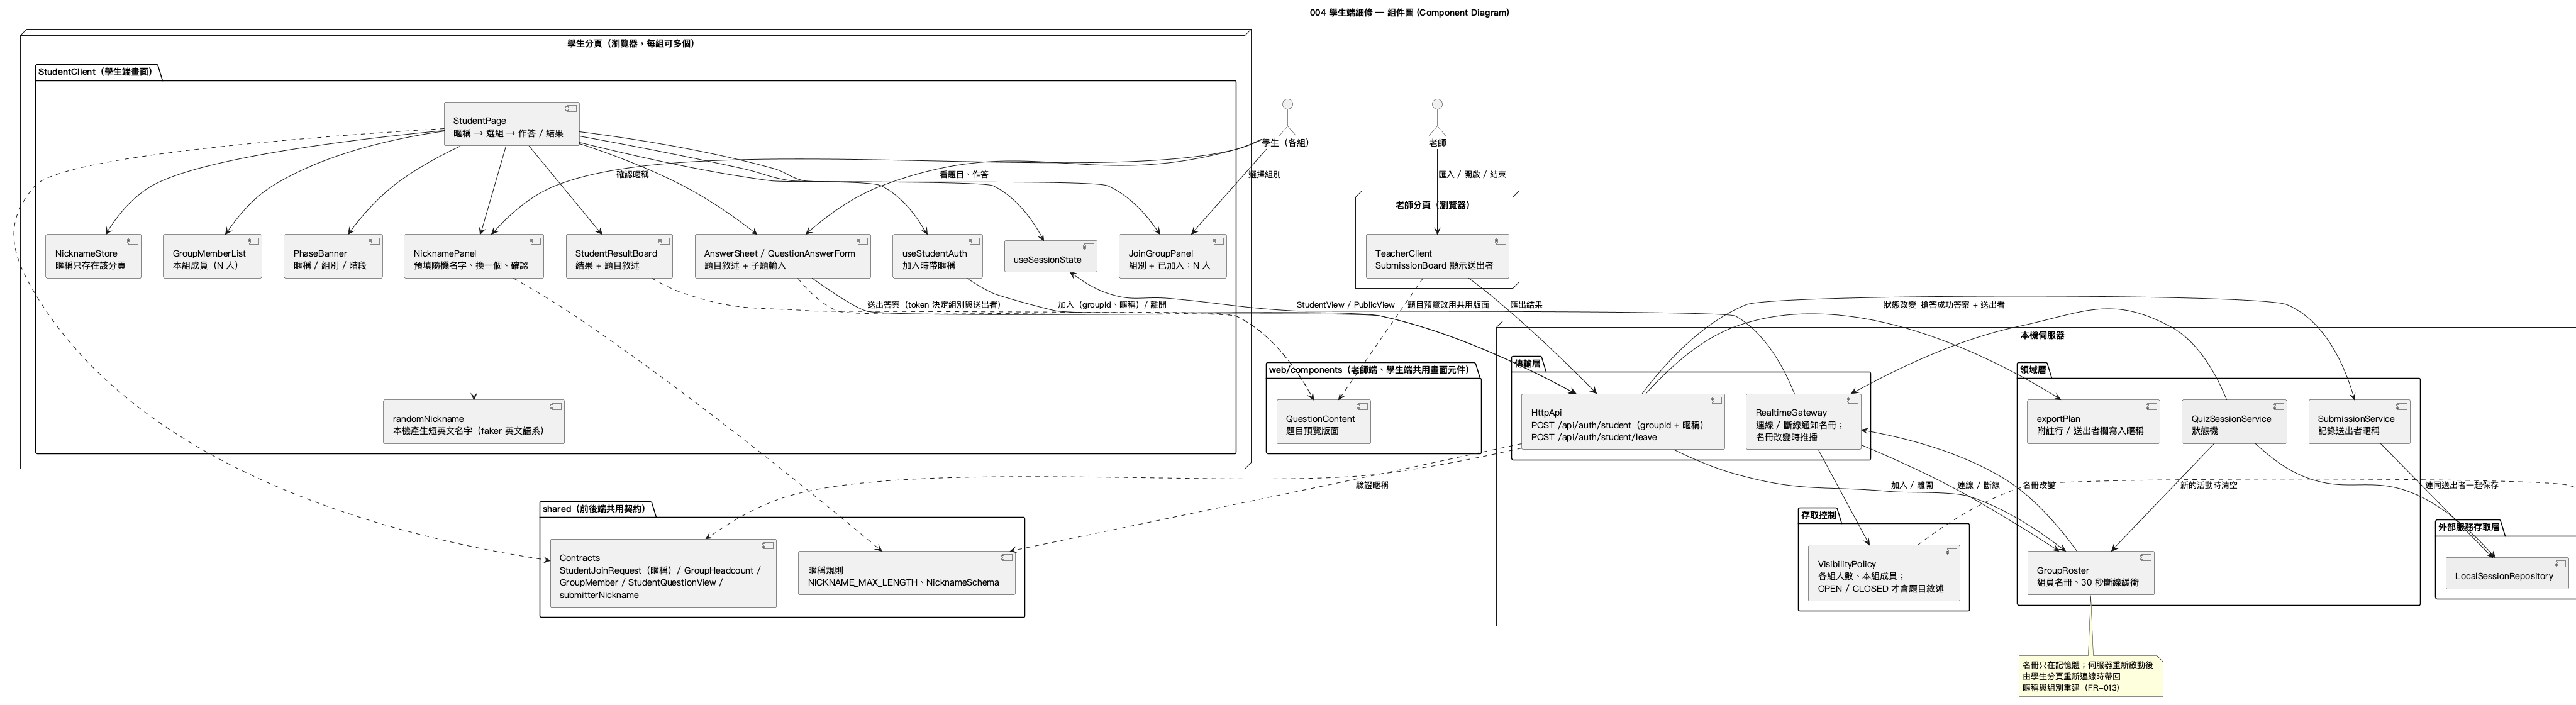 004 學生端細修 — 組件圖 (Component Diagram)
學生分頁（瀏覽器，每組可多個）
StudentClient（學生端畫面）
StudentPage
暱稱 → 選組 → 作答 / 結果
學生（各組）
老師
確認暱稱
看題目、作答
選擇組別
匯入 / 開啟 / 結束
老師分頁（瀏覽器）
NicknameStore
暱稱只存在該分頁
GroupMemberList
本組成員（N 人）
PhaseBanner
暱稱 / 組別 / 階段
NicknamePanel
預填隨機名字、換一個、確認
StudentResultBoard
結果 + 題目敘述
AnswerSheet / QuestionAnswerForm
題目敘述 + 子題輸入
useStudentAuth
加入時帶暱稱
useSessionState
JoinGroupPanel
組別 + 已加入：N 人
TeacherClient
SubmissionBoard 顯示送出者
送出答案（token 決定組別與送出者）
加入（groupId、暱稱）/ 離開
StudentView / PublicView
題目預覽改用共用版面
匯出結果
狀態改變
搶答成功答案 + 送出者
本機伺服器
傳輸層
領域層
web/components（老師端、學生端共用畫面元件）
randomNickname
本機產生短英文名字（faker 英文語系）
QuestionContent
題目預覽版面
HttpApi
POST /api/auth/student（groupId + 暱稱）
POST /api/auth/student/leave
RealtimeGateway
連線 / 斷線通知名冊；
名冊改變時推播
exportPlan
附註行 / 送出者欄寫入暱稱
QuizSessionService
狀態機
SubmissionService
記錄送出者暱稱
驗證暱稱
加入 / 離開
連線 / 斷線
名冊改變
新的活動時清空
連同送出者一起保存
shared（前後端共用契約）
存取控制
外部服務存取層
Contracts
StudentJoinRequest（暱稱）/ GroupHeadcount /
GroupMember / StudentQuestionView /
submitterNickname
暱稱規則
NICKNAME_MAX_LENGTH、NicknameSchema
VisibilityPolicy
各組人數、本組成員；
OPEN / CLOSED 才含題目敘述
GroupRoster
組員名冊、30 秒斷線緩衝
LocalSessionRepository
名冊只在記憶體；伺服器重新啟動後
由學生分頁重新連線時帶回
暱稱與組別重建（FR-013）